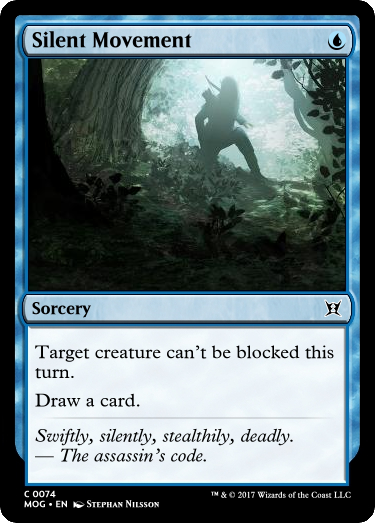 Silent Movement
Sorcery
Target creature can't be blocked this
turn.
Draw a card.
Swiftly, silently, stealthily, deadly.
— The assassin's code.
C 0074
MOG • EN Stephan Nilsson
™ & © 2017 Wizards of the Coast LLC